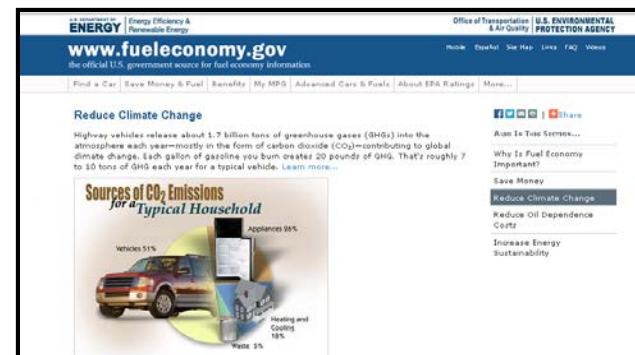 U.S. DEPARTMENT OF
ENERGY
Energy Efficiency &
Renewable Energy
Office of Transportation
& Air Quality
U.S. ENVIRONMENTAL
PROTECTION AGENCY
www.fueleconomy.gov
the official U.S. government source for fuel economy information
Mobile Español Site Map Links FAQ Videos
Find a Car Save Money & Fuel Benefits My MPG Advanced Cars & Fuels About EPA Ratings More...
Reduce Climate Change
Highway vehicles release about 1.7 billion tons of greenhouse gases (GHGs) into the
atmosphere each year—mostly in the form of carbon dioxide (CO₂)—contributing to global
climate change. Each gallon of gasoline you burn creates 20 pounds of GHG. That's roughly 7
to 10 tons of GHG each year for a typical vehicle. Learn more...
Sources of CO₂ Emissions
for a Typical Household
Appliances 26%
Vehicles 51%
Heating and
Cooling
18%
Waste 5%
Share
Also In This Section...
Why Is Fuel Economy
Important?
Save Money
Reduce Climate Change
Reduce Oil Dependence
Costs
Increase Energy
Sustainability